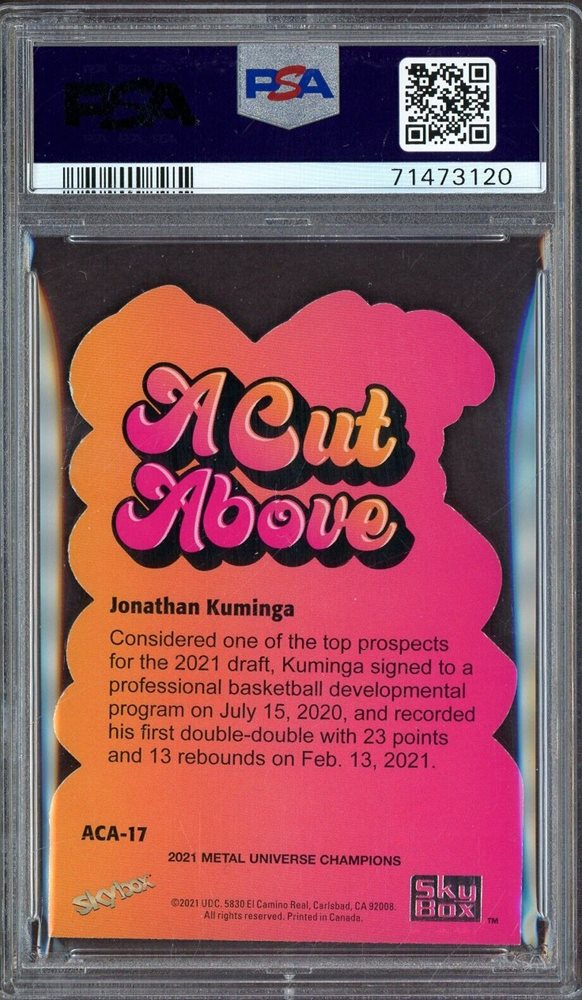 PSA
PSA
71473120
A Cut
Above
Jonathan Kuminga
Considered one of the top prospects
for the 2021 draft, Kuminga signed to a
professional basketball developmental
program on July 15, 2020, and recorded
his first double-double with 23 points
and 13 rebounds on Feb. 13, 2021.
ACA-17
2021 METAL UNIVERSE CHAMPIONS
Skybox
©2021 UDC. 5830 El Camino Real, Carlsbad, CA 92008.
All rights reserved. Printed in Canada.
Sky
Box
TM